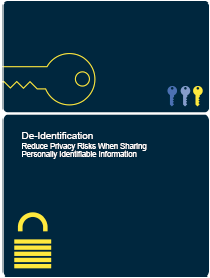 De-Identification
Reduce Privacy Risks When Sharing
Personally Identifiable Information